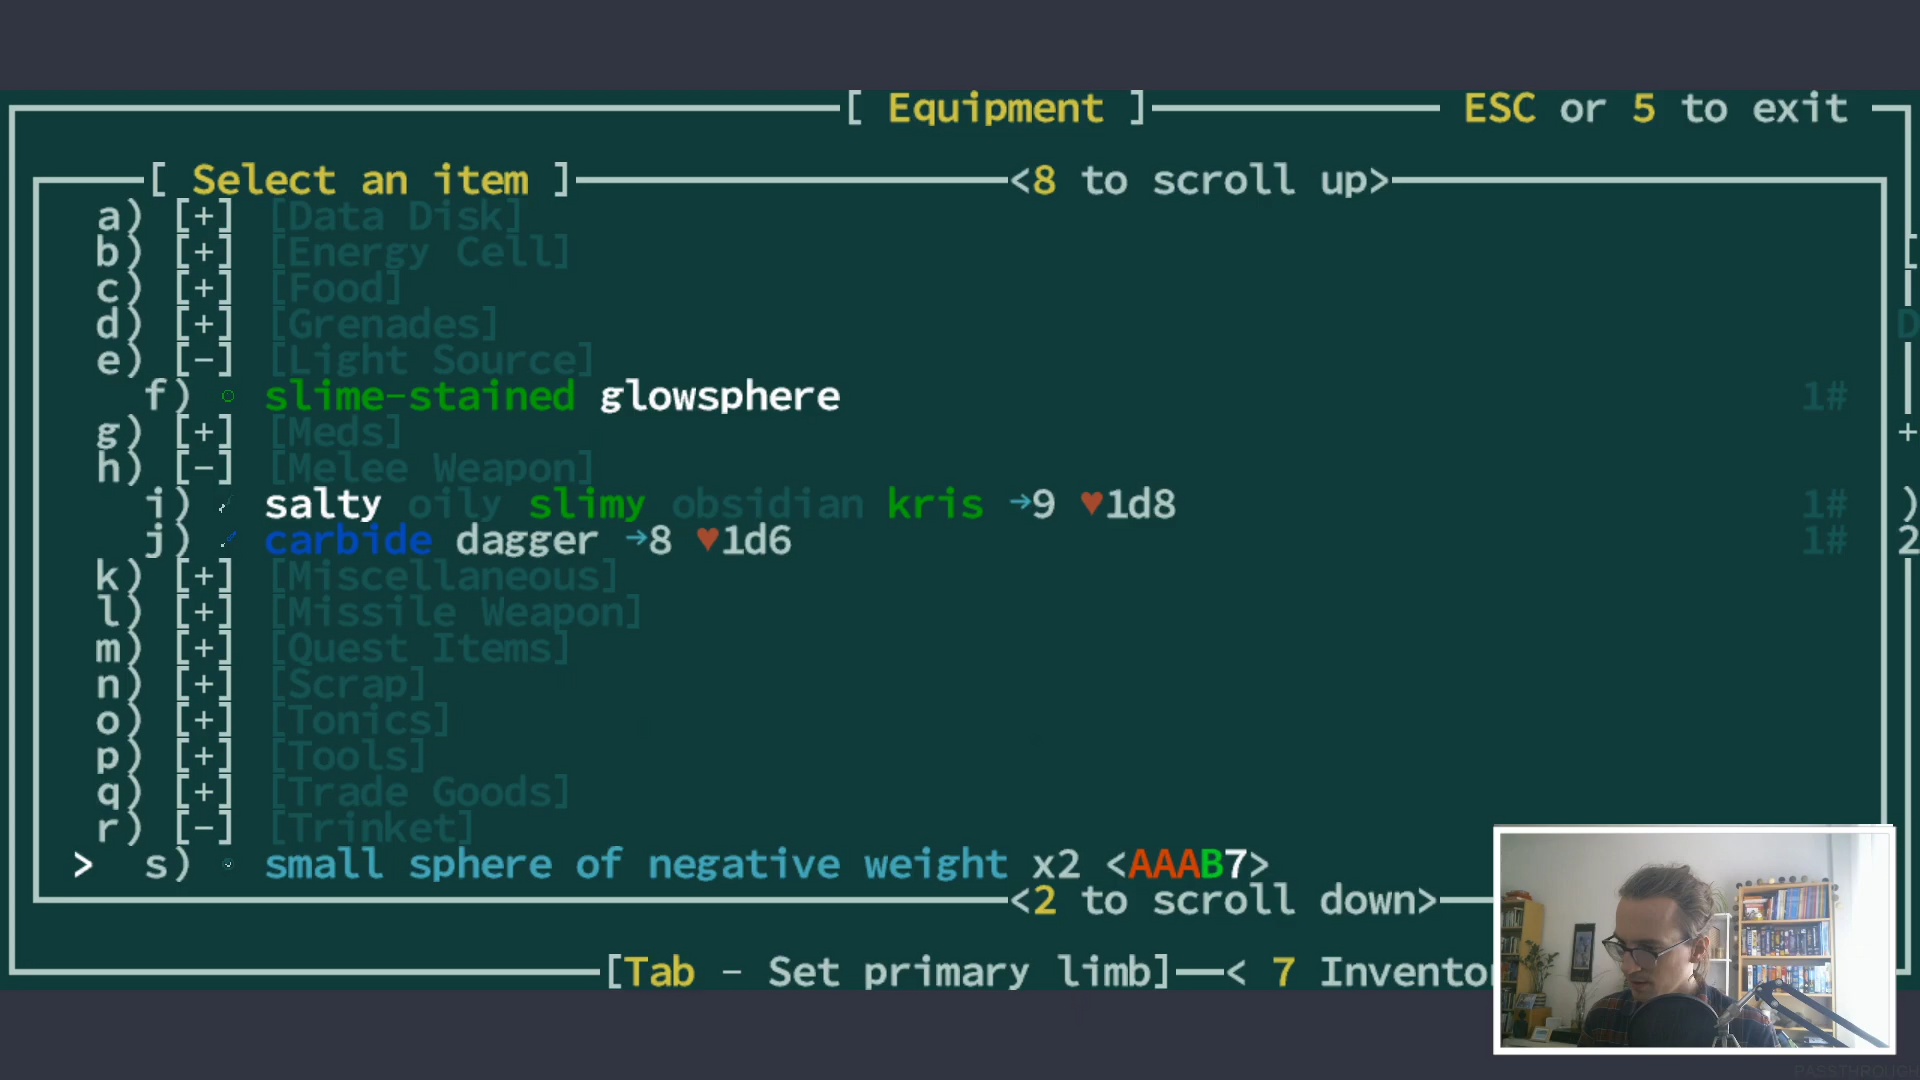 [ Equipment ] ESC or 5 to exit
[ Select an item ] <8 to scroll up>
a) [+] [Data Disk]
b) [+] [Energy Cell]
c) [+] [Food]
d) [+] [Grenades]
e) [-] [Light Source]
f) slime-stained glowsphere 1#
g) [+] [Meds]
h) [-] [Melee Weapon]
i) salty oily slimy obsidian kris →9 ♥1d8 1#
j) carbide dagger →8 ♥1d6 1#
k) [+] [Miscellaneous]
l) [+] [Missile Weapon]
m) [+] [Quest Items]
n) [+] [Scrap]
o) [+] [Tonics]
p) [+] [Tools]
q) [+] [Trade Goods]
r) [-] [Trinket]
> s) small sphere of negative weight x2 <AAAB7>
<2 to scroll down>
[Tab - Set primary limb] < 7 Invento
PASSTHROUGH